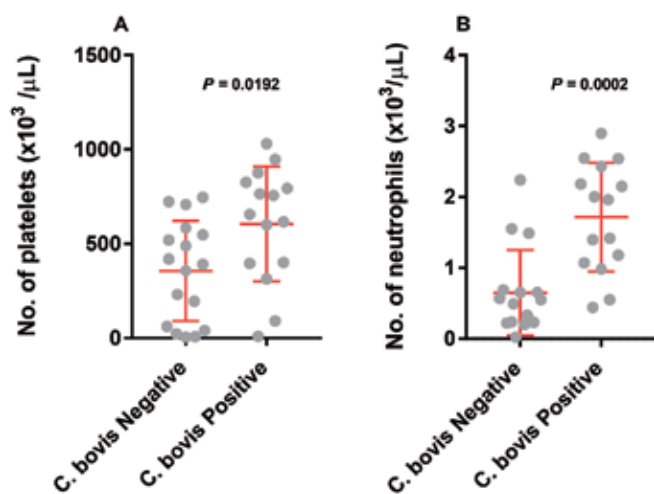 A
No. of platelets (x10³ /µL)
1500
1000
500
0
P = 0.0192
C. bovis Negative
C. bovis Positive
B
No. of neutrophils (x10³/µL)
4
3
2
1
0
P = 0.0002
C. bovis Negative
C. bovis Positive